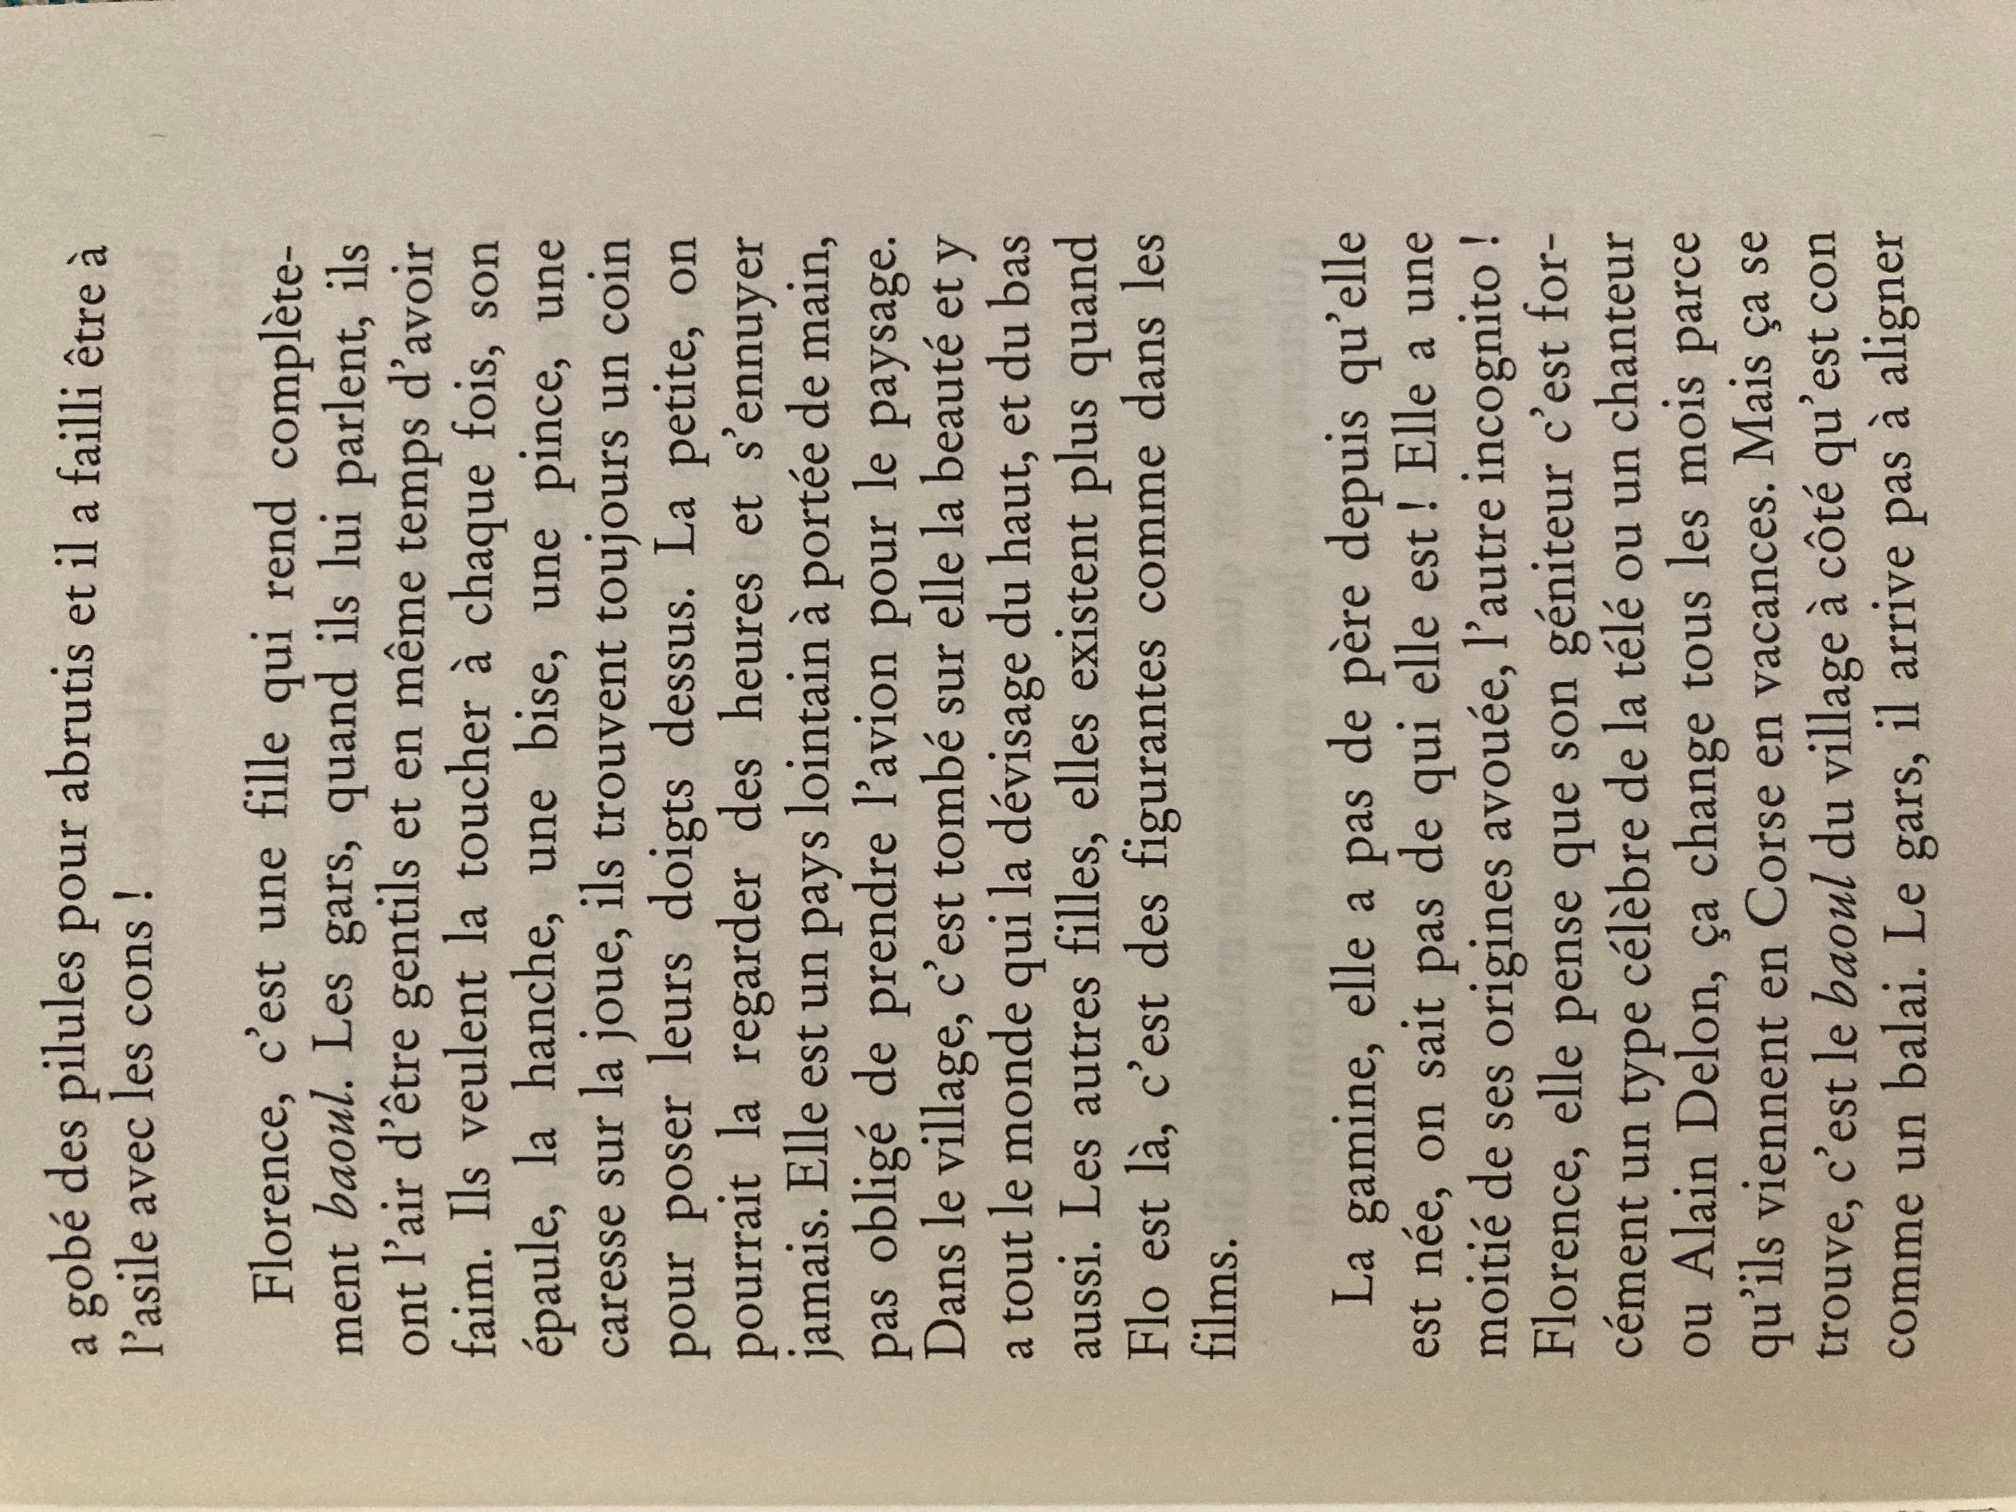 a gobé des pilules pour abrutis et il a failli être à
l'asile avec les cons !
Florence, c'est une fille qui rend complète-
ment baoul. Les gars, quand ils lui parlent, ils
ont l'air d'être gentils et en même temps d'avoir
faim. Ils veulent la toucher à chaque fois, son
épaule, la hanche, une bise, une pince, une
caresse sur la joue, ils trouvent toujours un coin
pour poser leurs doigts dessus. La petite, on
pourrait la regarder des heures et s'ennuyer
jamais. Elle est un pays lointain à portée de main,
pas obligé de prendre l'avion pour le paysage.
Dans le village, c'est tombé sur elle la beauté et y
a tout le monde qui la dévisage du haut, et du bas
aussi. Les autres filles, elles existent plus quand
Flo est là, c'est des figurantes comme dans les
films.
La gamine, elle a pas de père depuis qu'elle
est née, on sait pas de qui elle est ! Elle a une
moitié de ses origines avouée, l'autre incognito !
Florence, elle pense que son géniteur c'est for-
cément un type célèbre de la télé ou un chanteur
ou Alain Delon, ça change tous les mois parce
qu'ils viennent en Corse en vacances. Mais ça se
trouve, c'est le baoul du village à côté qu'est con
comme un balai. Le gars, il arrive pas à aligner